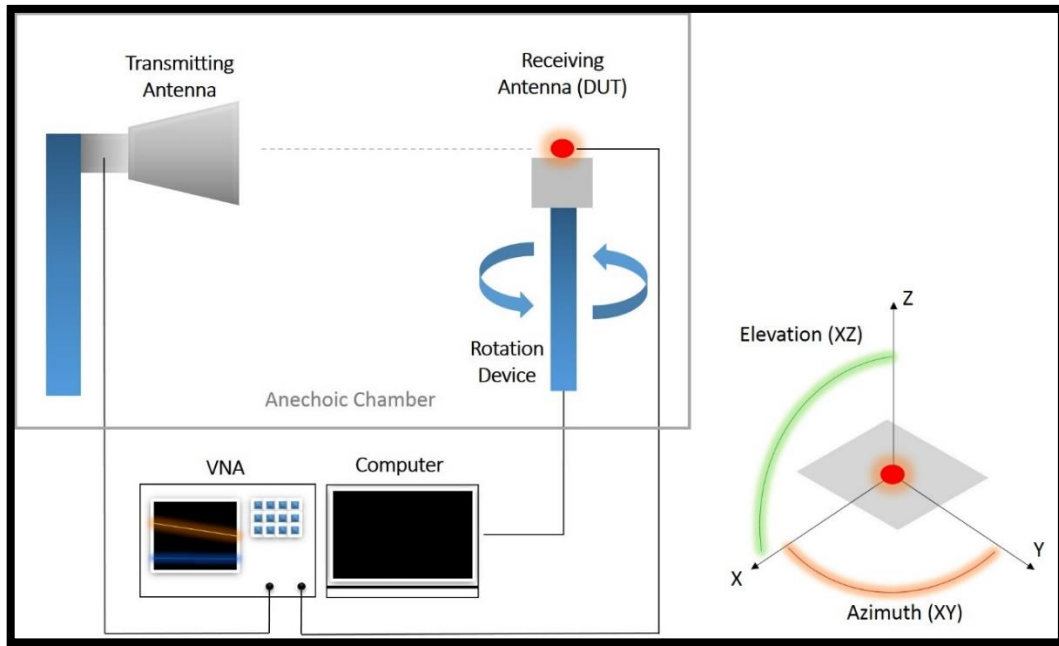 Transmitting
Antenna
Receiving
Antenna (DUT)
Rotation
Device
Anechoic Chamber
VNA
Computer
Z
Elevation (XZ)
X
Y
Azimuth (XY)